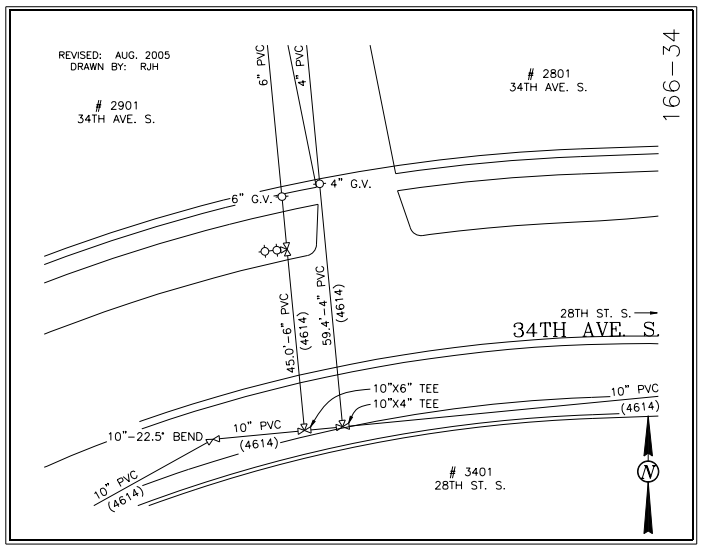 REVISED: AUG. 2005
DRAWN BY: RJH
# 2901
34TH AVE. S.
6" PVC
4" PVC
# 2801
34TH AVE. S.
166-34
6" G.V.
4" G.V.
45.0'-6" PVC
(4614)
59.4'-4" PVC
(4614)
28TH ST. S.
34TH AVE. S.
10"X6" TEE
10"X4" TEE
10" PVC
(4614)
10"-22.5° BEND
10" PVC
(4614)
10" PVC
(4614)
# 3401
28TH ST. S.
N